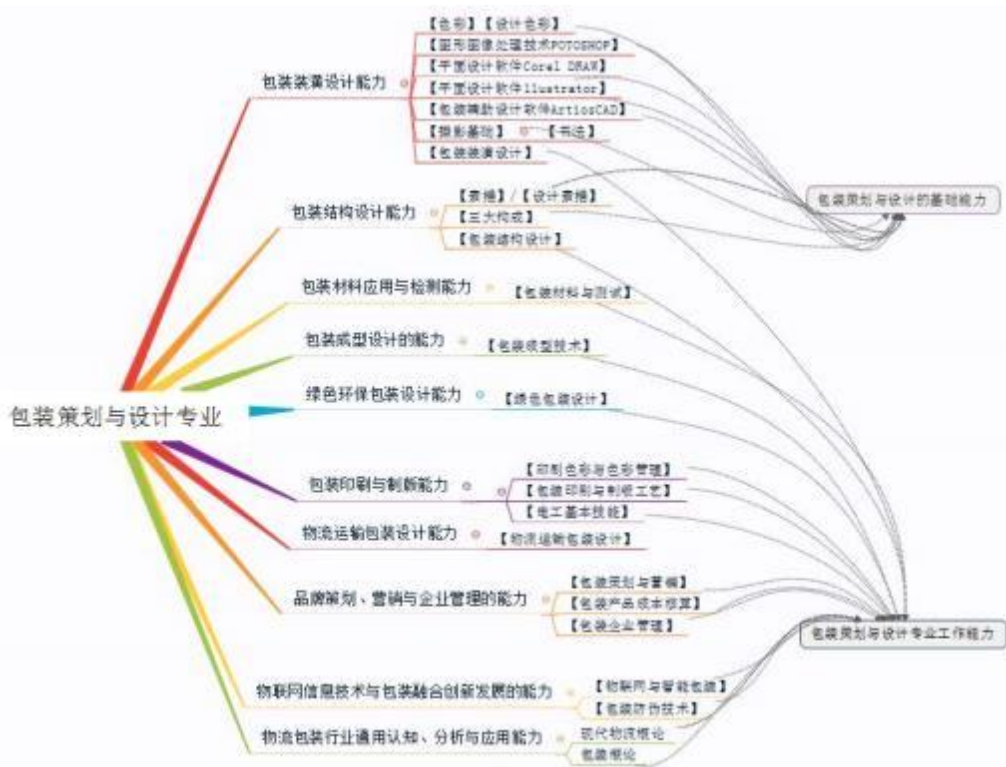 包装策划与设计专业
包装装潢设计能力
【色彩】【设计色彩】
【图形图像处理技术POTOSHOP】
【平面设计软件Corel DRAW】
【平面设计软件llustrator】
【包装辅助设计软件ArtiosCAD】
【摄影基础】 【书法】
【包装装潢设计】
包装结构设计能力
【素描】/【设计素描】
【三大构成】
【包装结构设计】
包装材料应用与检测能力
【包装材料与测试】
包装成型设计的能力
【包装成型技术】
绿色环保包装设计能力
【绿色包装设计】
包装印刷与制版能力
【印刷色彩与色彩管理】
【包装印刷与制版工艺】
【电工基本技能】
物流运输包装设计能力
【物流运输包装设计】
品牌策划、营销与企业管理的能力
【包装策划与营销】
【包装产品成本核算】
【包装企业管理】
物联网信息技术与包装融合创新发展的能力
【物联网与智能包装】
【包装防伪技术】
物流包装行业通用认知、分析与应用能力
现代物流概论
包装概论
包装策划与设计的基础能力
包装策划与设计专业工作能力